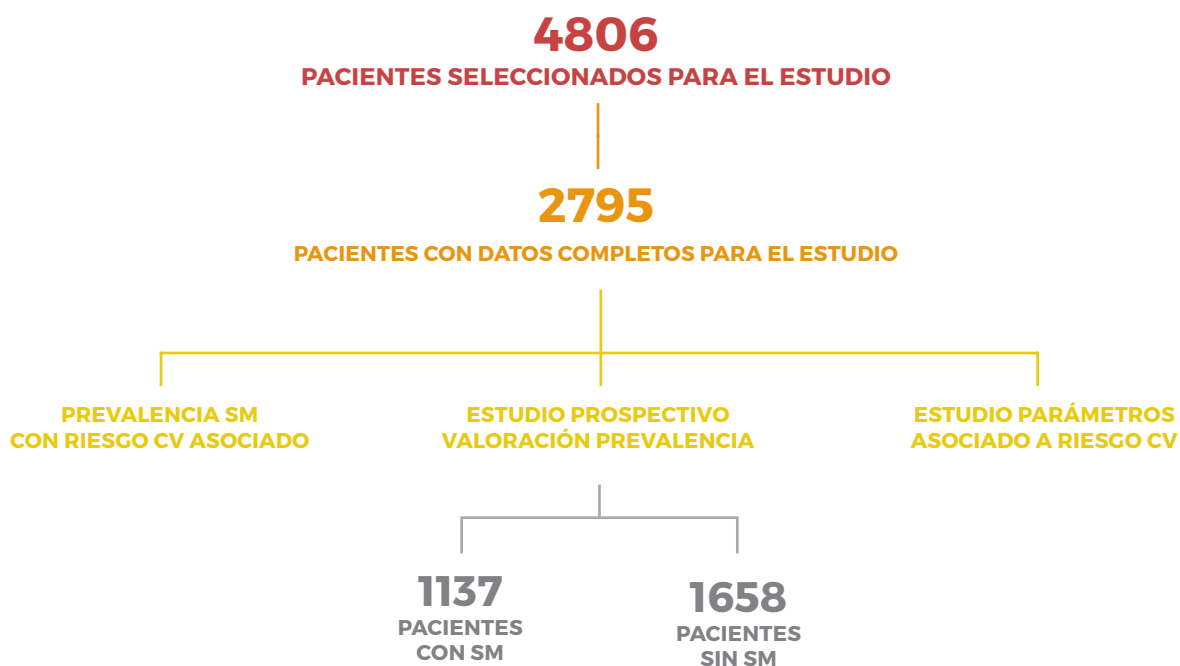 4806
PACIENTES SELECCIONADOS PARA EL ESTUDIO
2795
PACIENTES CON DATOS COMPLETOS PARA EL ESTUDIO
PREVALENCIA SM
CON RIESGO CV ASOCIADO
ESTUDIO PROSPECTIVO
VALORACIÓN PREVALENCIA
ESTUDIO PARÁMETROS
ASOCIADO A RIESGO CV
1137
PACIENTES
CON SM
1658
PACIENTES
SIN SM